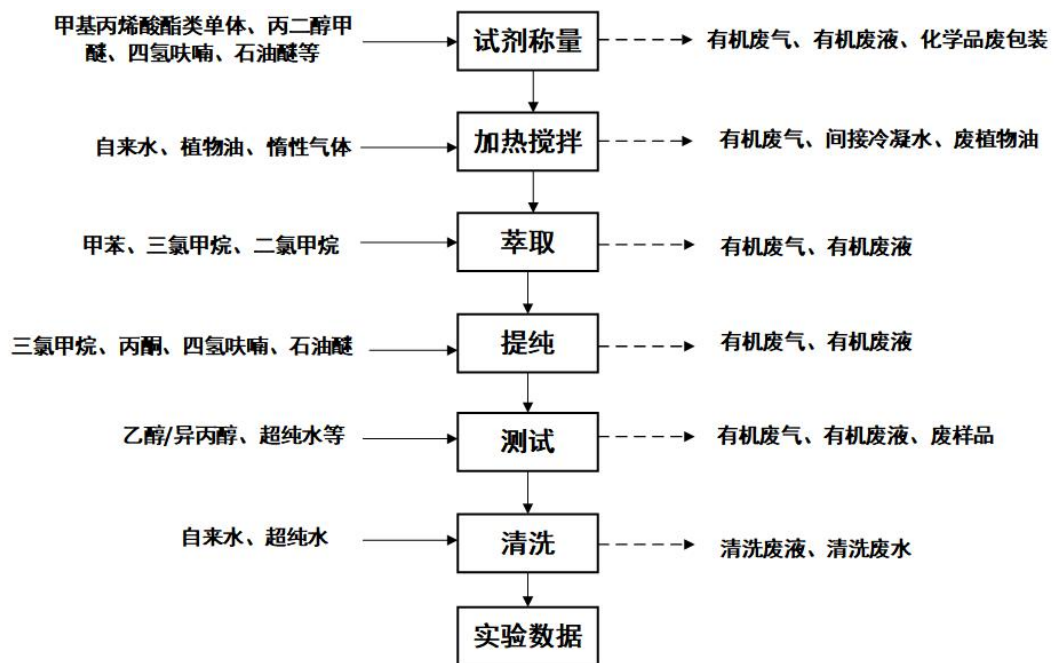 甲基丙烯酸酯类单体、丙二醇甲
醚、四氢呋喃、石油醚等
试剂称量
有机废气、有机废液、化学品废包装
自来水、植物油、惰性气体
加热搅拌
有机废气、间接冷凝水、废植物油
甲苯、三氯甲烷、二氯甲烷
萃取
有机废气、有机废液
三氯甲烷、丙酮、四氢呋喃、石油醚
提纯
有机废气、有机废液
乙醇/异丙醇、超纯水等
测试
有机废气、有机废液、废样品
自来水、超纯水
清洗
清洗废液、清洗废水
实验数据